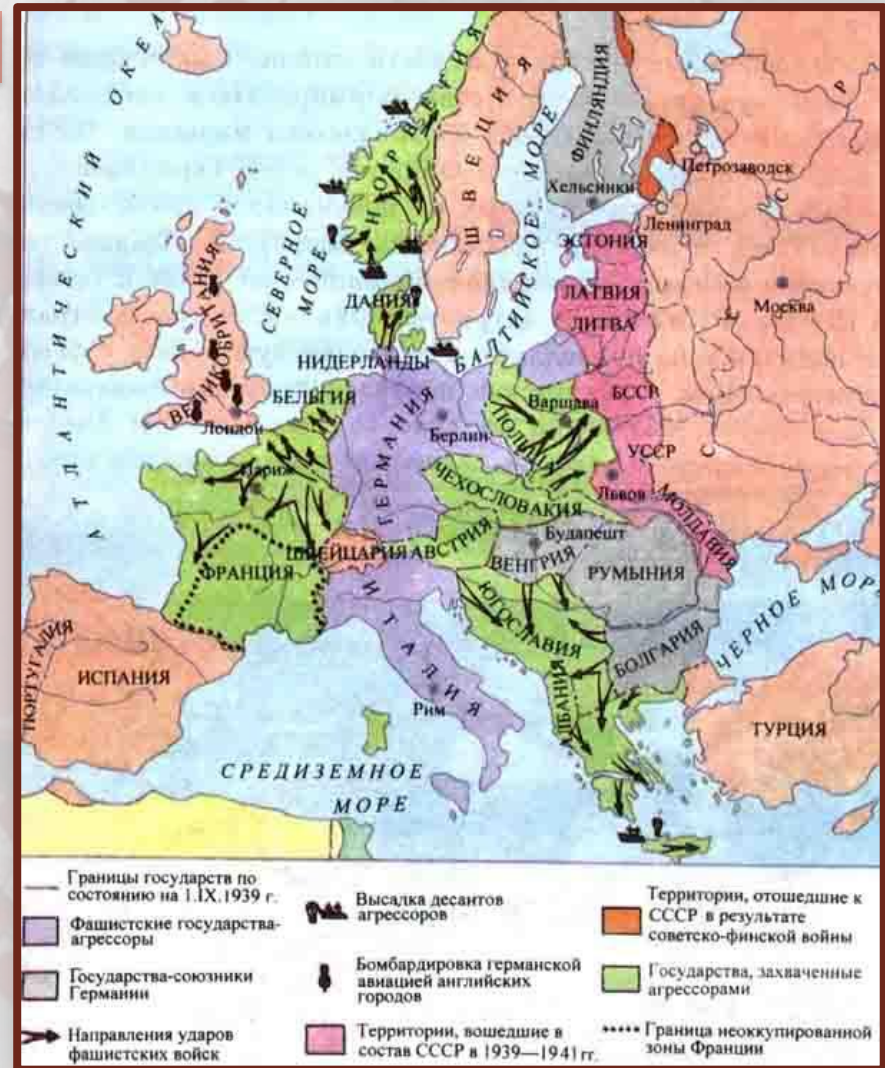 АТЛАНТИЧЕСКИЙ ОКЕАН
НОРВЕГИЯ
ШВЕЦИЯ
ФИНЛЯНДИЯ
Хельсинки
Петрозаводск
Ленинград
СЕВЕРНОЕ
МОРЕ
БАЛТИЙСКОЕ МОРЕ
ЭСТОНИЯ
ЛАТВИЯ
ЛИТВА
Москва
С С С Р
ДАНИЯ
ВЕЛИКОБРИТАНИЯ
Лондон
НИДЕРЛАНДЫ
БЕЛЬГИЯ
ГЕРМАНИЯ
Берлин
ПОЛЬША
Варшава
БССР
УССР
Львов
МОЛДАВИЯ
Париж
ФРАНЦИЯ
ШВЕЙЦАРИЯ
АВСТРИЯ
ЧЕХОСЛОВАКИЯ
Будапешт
ВЕНГРИЯ
РУМЫНИЯ
ЮГОСЛАВИЯ
БОЛГАРИЯ
ЧЕРНОЕ МОРЕ
ПОРТУГАЛИЯ
ИСПАНИЯ
ИТАЛИЯ
Рим
АЛБАНИЯ
ТУРЦИЯ
СРЕДИЗЕМНОЕ
МОРЕ
Границы государств по
состоянию на 1.IX.1939 г.
Фашистские государства-
агрессоры
Государства-союзники
Германии
Направления ударов
фашистских войск
Высадка десантов
агрессоров
Бомбардировка германской
авиацией английских
городов
Территории, вошедшие в
состав СССР в 1939—1941 гг.
Территории, отошедшие к
СССР в результате
советско-финской войны
Государства, захваченные
агрессорами
Граница неоккупированной
зоны Франции